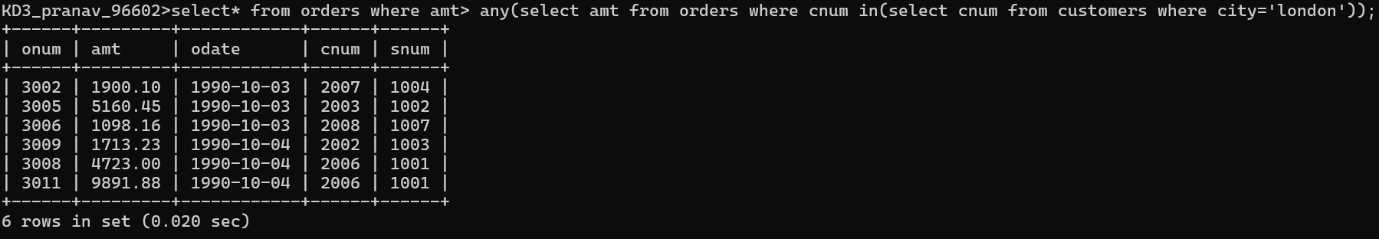 KD3_pranav_96602>select* from orders where amt> any(select amt from orders where cnum in(select cnum from customers where city='london'));
+------+---------+------------+------+------+
| onum | amt     | odate      | cnum | snum |
+------+---------+------------+------+------+
| 3002 | 1900.10 | 1990-10-03 | 2007 | 1004 |
| 3005 | 5160.45 | 1990-10-03 | 2003 | 1002 |
| 3006 | 1098.16 | 1990-10-03 | 2008 | 1007 |
| 3009 | 1713.23 | 1990-10-04 | 2002 | 1003 |
| 3008 | 4723.00 | 1990-10-04 | 2006 | 1001 |
| 3011 | 9891.88 | 1990-10-04 | 2006 | 1001 |
+------+---------+------------+------+------+
6 rows in set (0.020 sec)